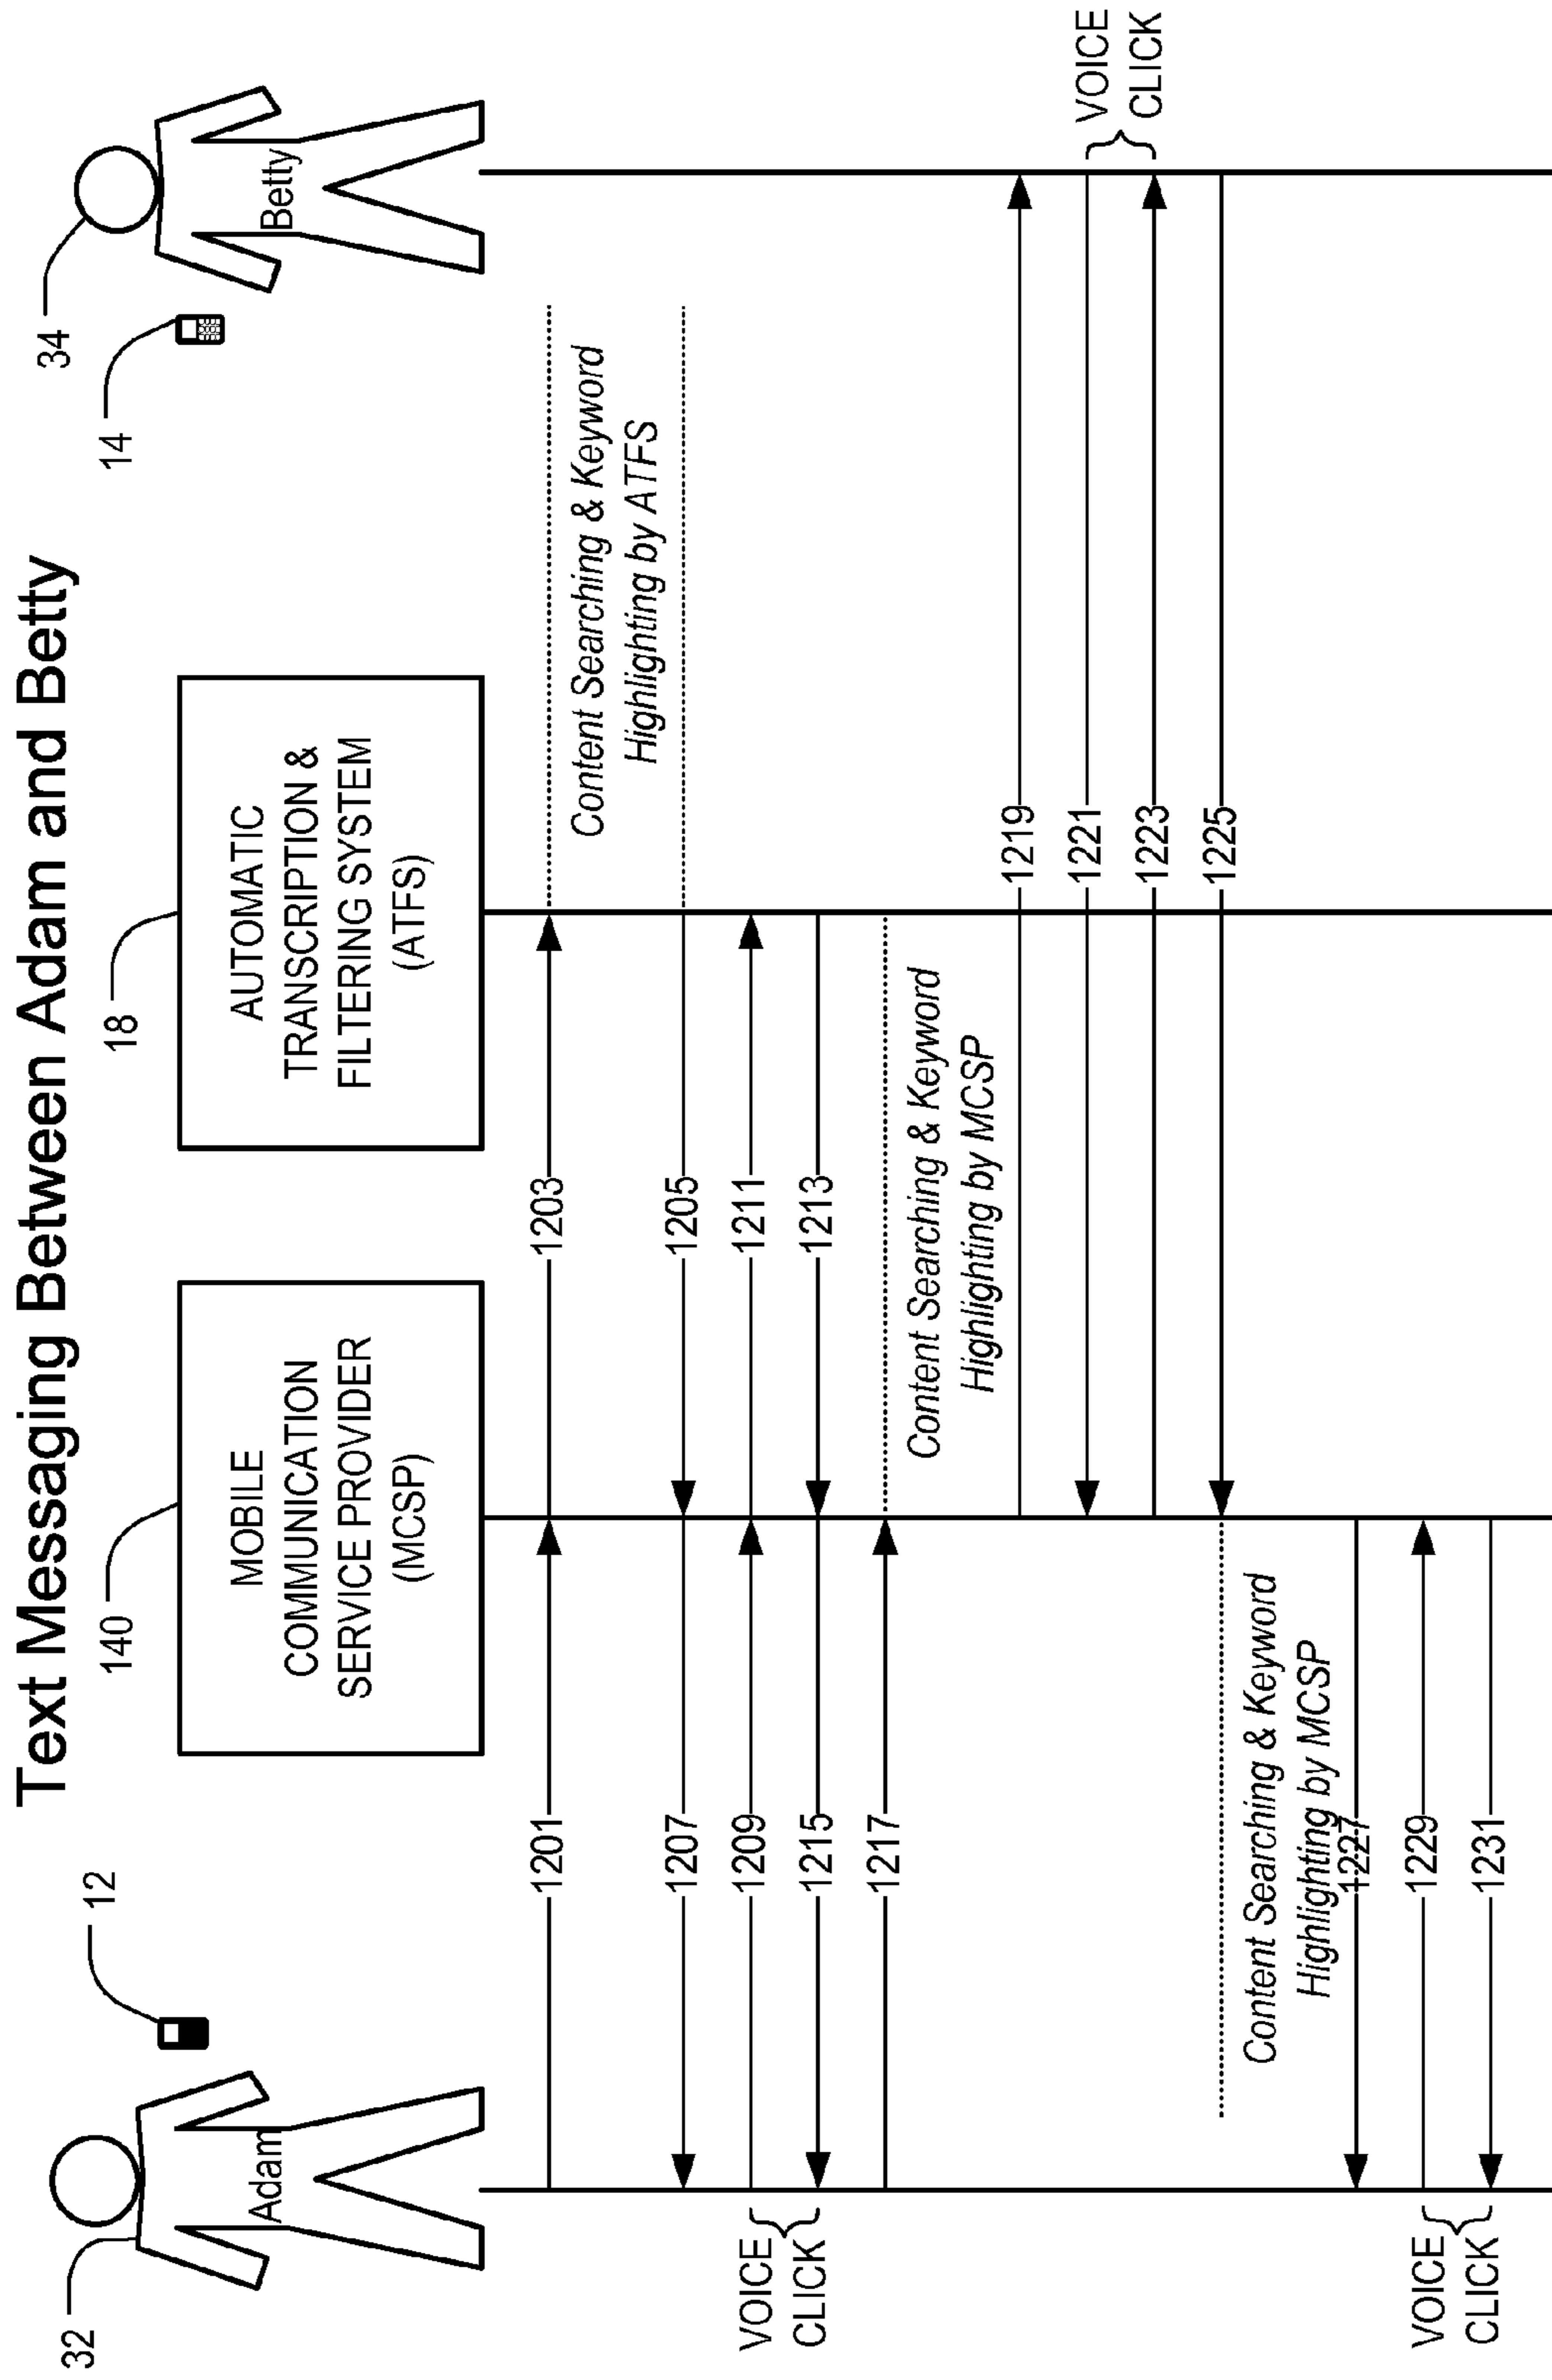 Text Messaging Between Adam and Betty
32
12
140
18
14
34
Adam
MOBILE
COMMUNICATION
SERVICE PROVIDER
(MCSP)
AUTOMATIC
TRANSCRIPTION &
FILTERING SYSTEM
(ATFS)
Betty
1201
1203
Content Searching & Keyword
Highlighting by ATFS
1207
1205
VOICE
CLICK
1209
1211
1215
1213
1217
Content Searching & Keyword
Highlighting by MCSP
1219
1221
VOICE
CLICK
1223
1225
Content Searching & Keyword
Highlighting by MCSP
1227
VOICE
CLICK
1229
1231